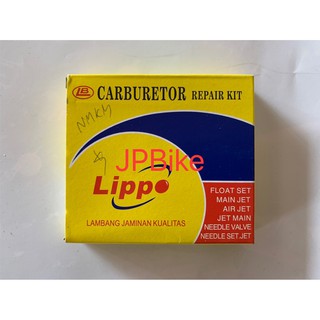 LB CARBURETOR REPAIR KIT
NMKM
JPBike
Lippo
LAMBANG JAMINAN KUALITAS
FLOAT SET
MAIN JET
AIR JET
JET MAIN
NEEDLE VALVE
NEEDLE SET JET